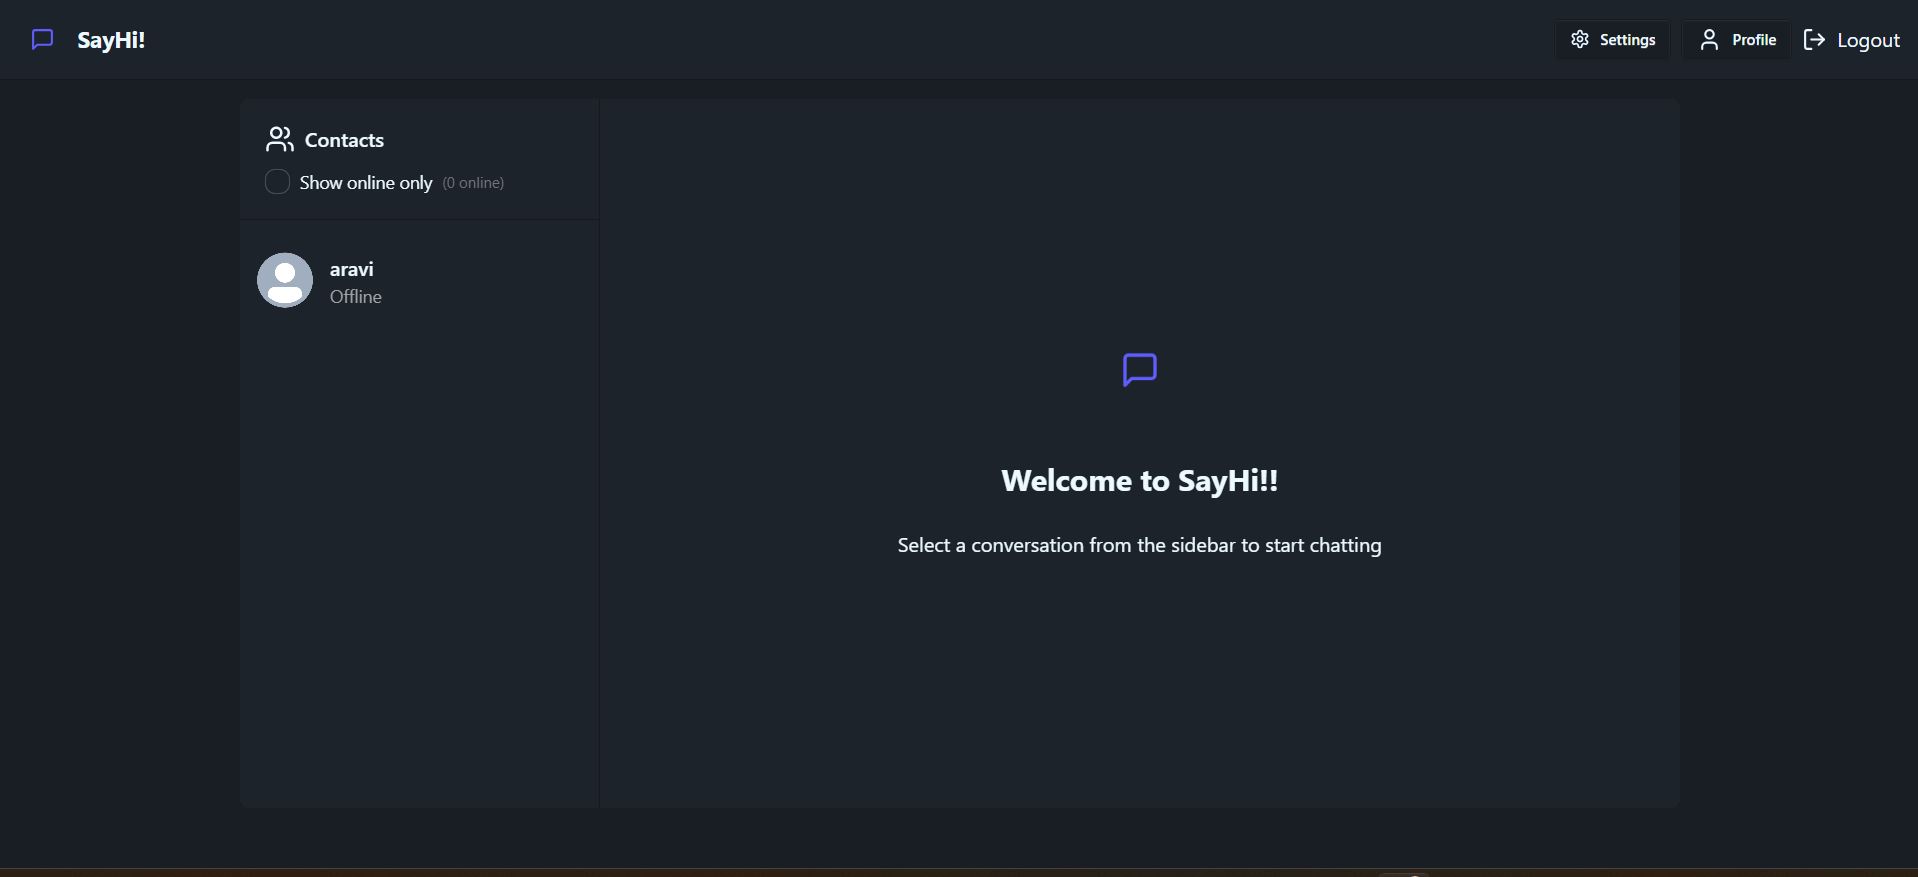 SayHi!
Settings
Profile
Logout
Contacts
Show online only (0 online)
aravi
Offline
Welcome to SayHi!!
Select a conversation from the sidebar to start chatting